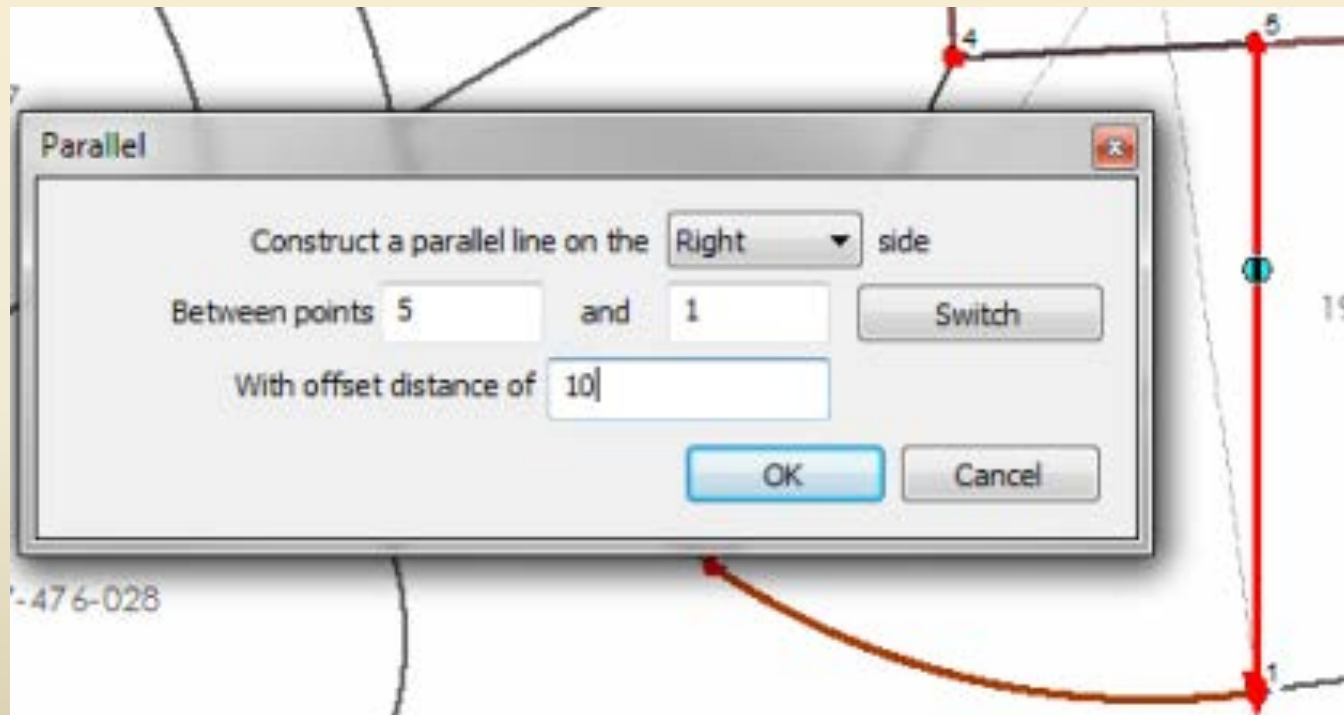 4
5
Parallel
Construct a parallel line on the Right side
Between points 5 and 1 Switch
With offset distance of 10
OK Cancel
-476-028
1